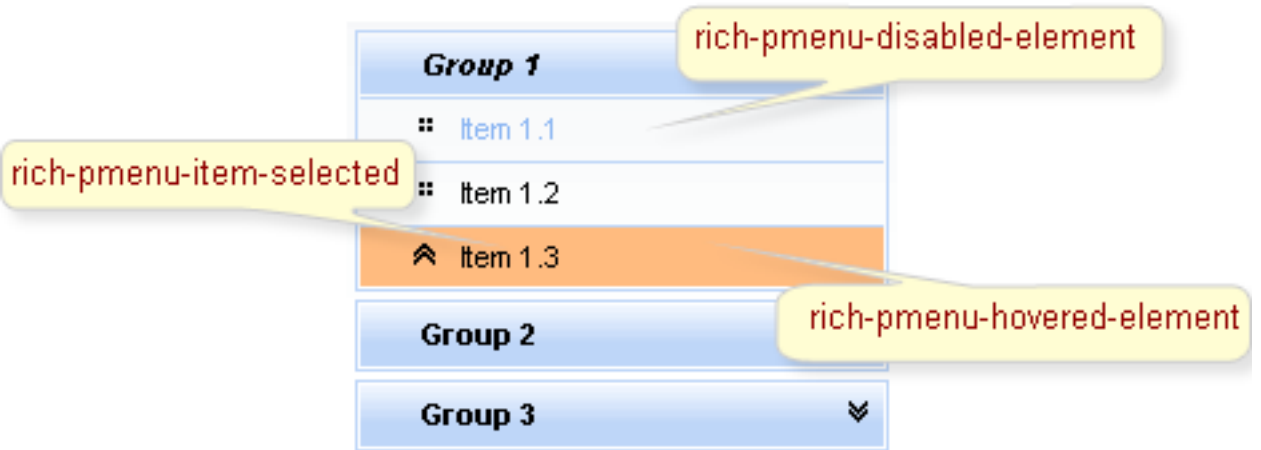 rich-pmenu-disabled-element
Group 1
Item 1.1
rich-pmenu-item-selected
Item 1.2
Item 1.3
rich-pmenu-hovered-element
Group 2
Group 3